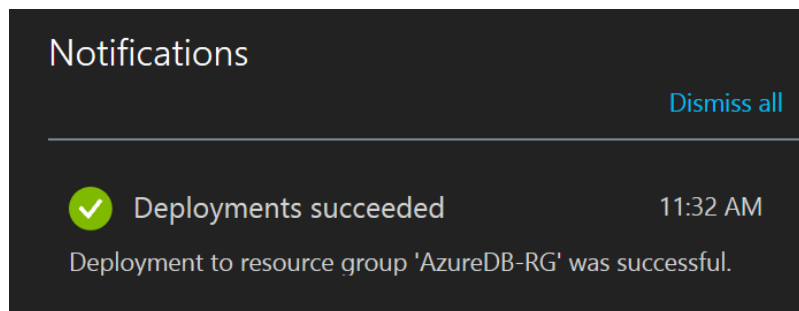 Notifications
Dismiss all
Deployments succeeded 11:32 AM
Deployment to resource group 'AzureDB-RG' was successful.